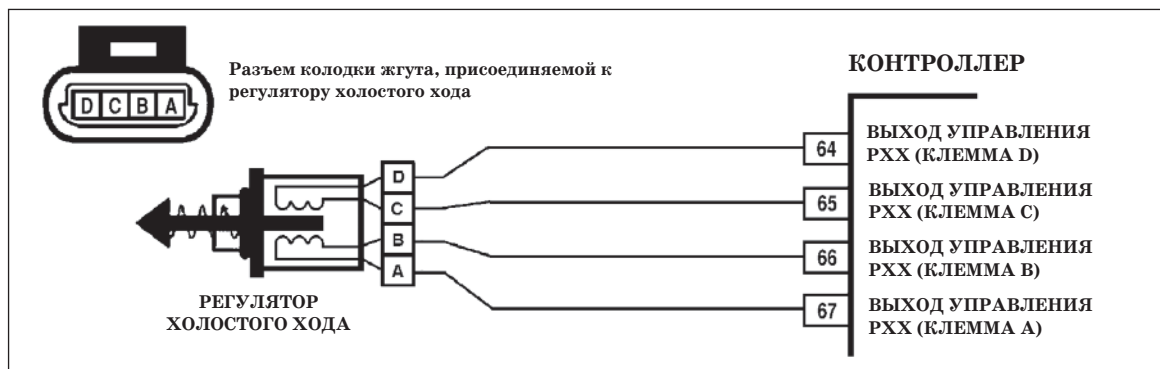 D C B A
Разъем колодки жгута, присоединяемой к
регулятору холостого хода
КОНТРОЛЛЕР
D
C
B
A
64
ВЫХОД УПРАВЛЕНИЯ
РХХ (КЛЕММА D)
65
ВЫХОД УПРАВЛЕНИЯ
РХХ (КЛЕММА C)
66
ВЫХОД УПРАВЛЕНИЯ
РХХ (КЛЕММА B)
67
ВЫХОД УПРАВЛЕНИЯ
РХХ (КЛЕММА A)
РЕГУЛЯТОР
ХОЛОСТОГО ХОДА